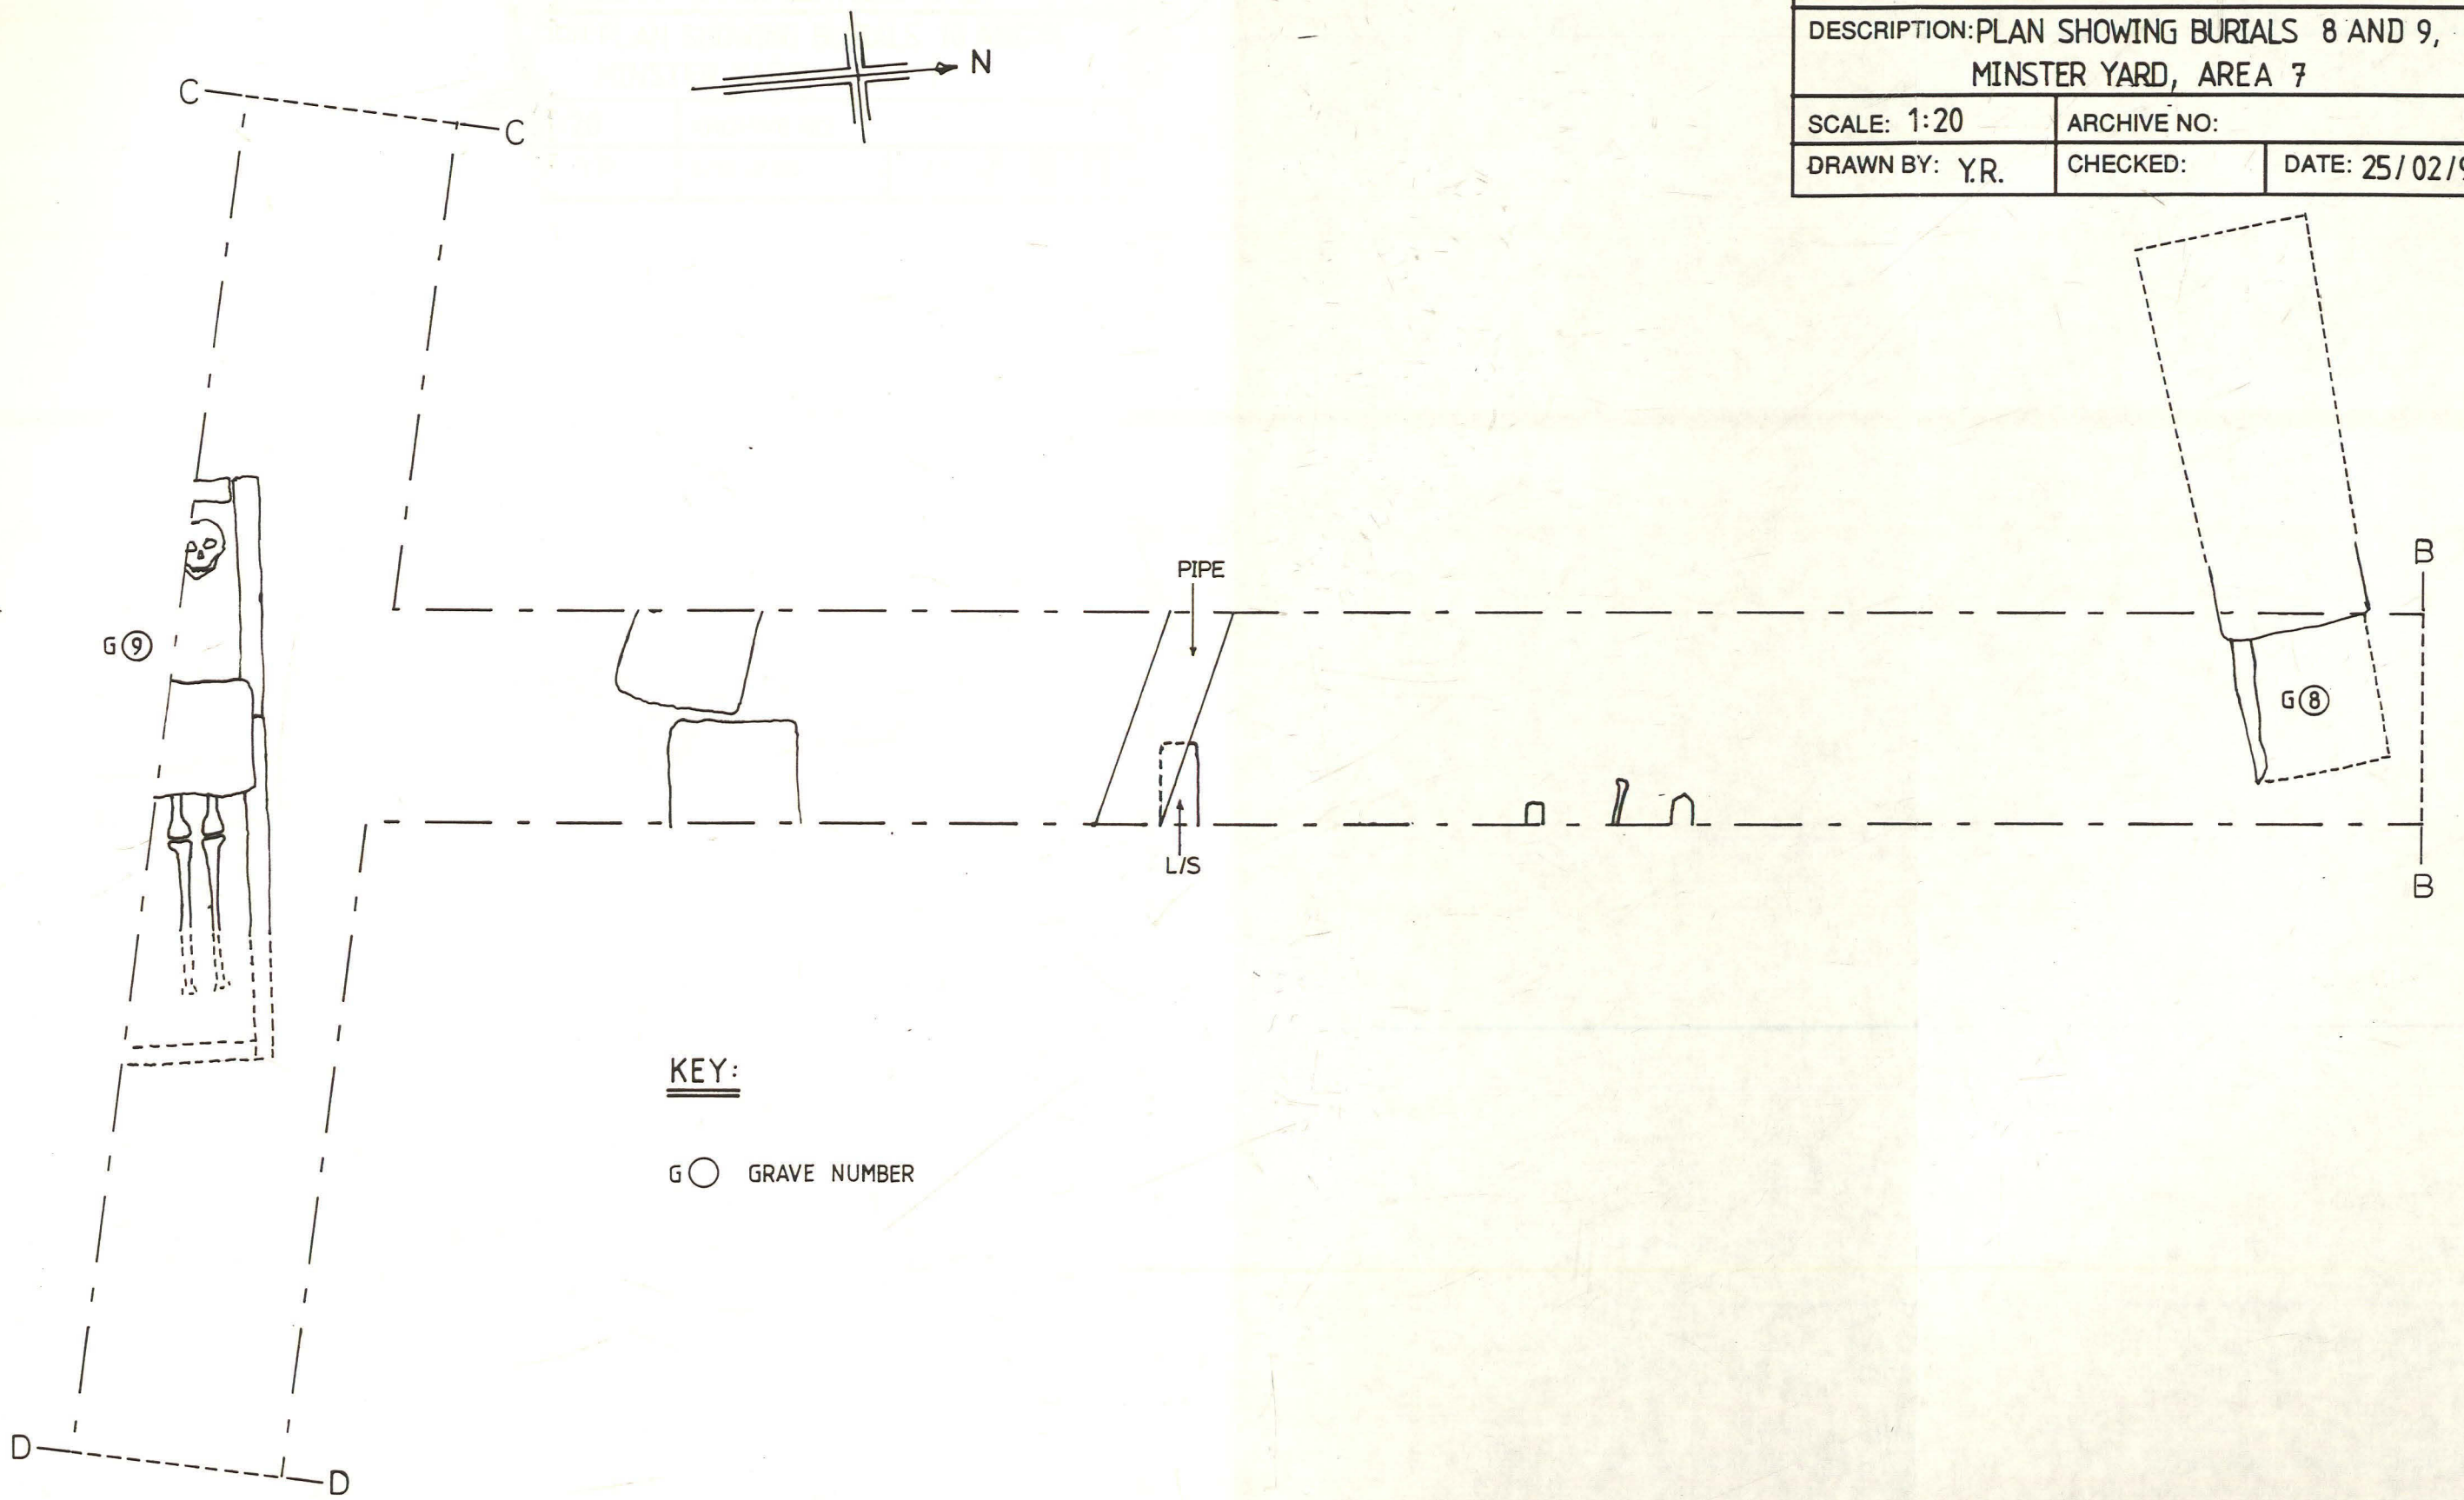 DESCRIPTION: PLAN SHOWING BURIALS 8 AND 9,
MINSTER YARD, AREA 7
SCALE: 1:20
ARCHIVE NO:
DRAWN BY: Y.R.
CHECKED:
DATE: 25/02/9
N
C
C
PIPE
B
G 9
G 8
L/S
B
KEY:
G GRAVE NUMBER
D
D